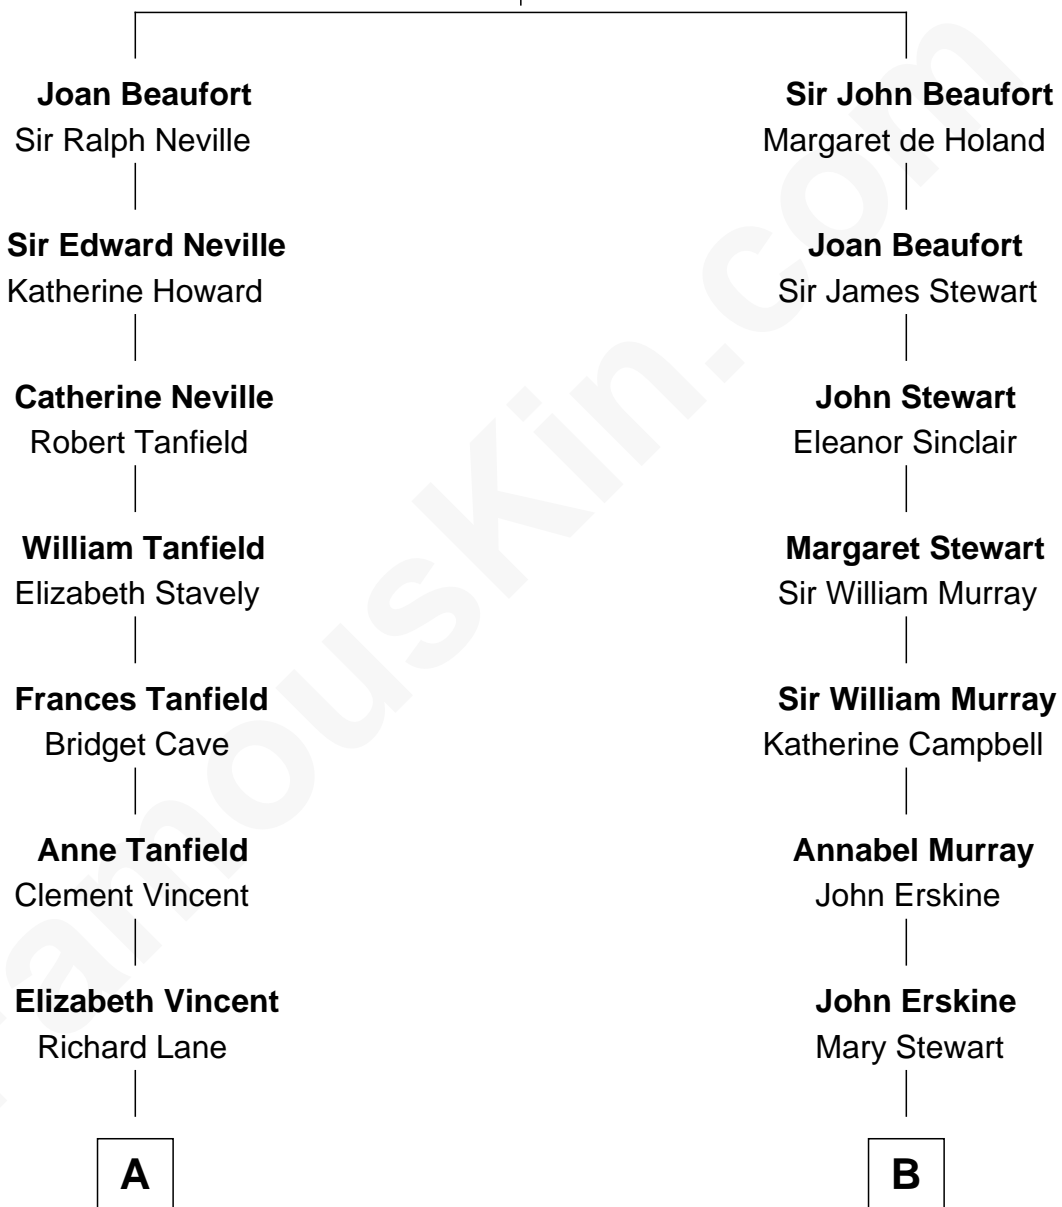 Joan Beaufort
Sir Ralph Neville
Sir Edward Neville
Katherine Howard
Catherine Neville
Robert Tanfield
William Tanfield
Elizabeth Stavely
Frances Tanfield
Bridget Cave
Anne Tanfield
Clement Vincent
Elizabeth Vincent
Richard Lane
A
Sir John Beaufort
Margaret de Holand
Joan Beaufort
Sir James Stewart
John Stewart
Eleanor Sinclair
Margaret Stewart
Sir William Murray
Sir William Murray
Katherine Campbell
Annabel Murray
John Erskine
John Erskine
Mary Stewart
B
FamousKin.com